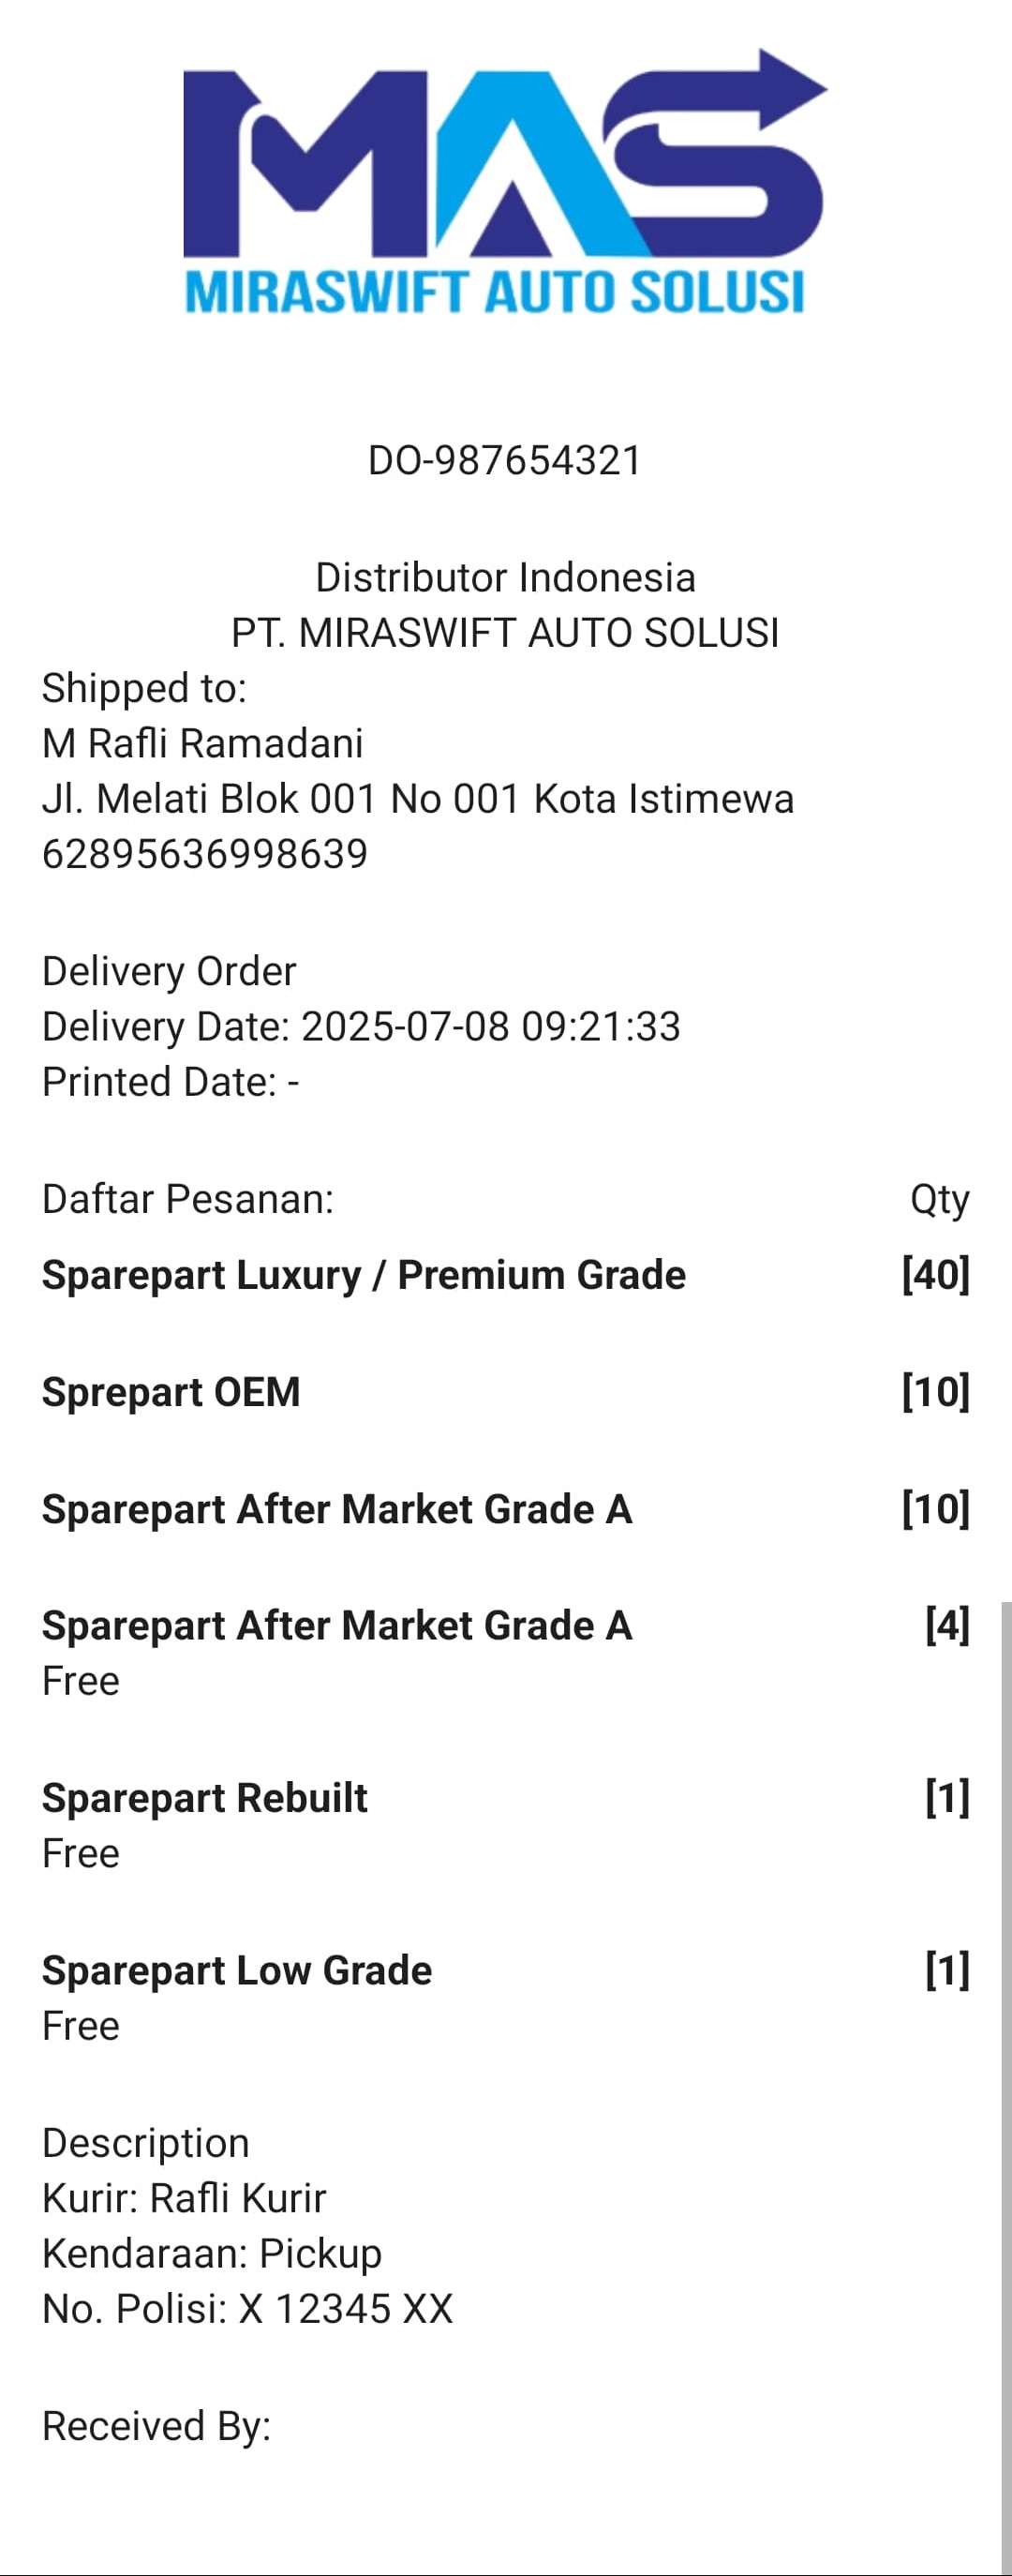 MAS
MIRASWIFT AUTO SOLUSI
DO-987654321
Distributor Indonesia
PT. MIRASWIFT AUTO SOLUSI
Shipped to:
M Rafli Ramadani
Jl. Melati Blok 001 No 001 Kota Istimewa
62895636998639
Delivery Order
Delivery Date: 2025-07-08 09:21:33
Printed Date: -
Daftar Pesanan: Qty
Sparepart Luxury / Premium Grade [40]
Sprepart OEM [10]
Sparepart After Market Grade A [10]
Sparepart After Market Grade A [4]
Free
Sparepart Rebuilt [1]
Free
Sparepart Low Grade [1]
Free
Description
Kurir: Rafli Kurir
Kendaraan: Pickup
No. Polisi: X 12345 XX
Received By: